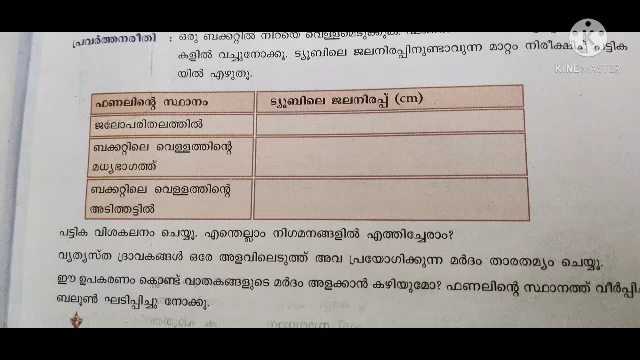 പ്രവർത്തനരീതി : ഒരു ബക്കറ്റിൽ നിറയെ വെള്ളമെടുക്കുക.
കളിൽ വച്ചുനോക്കൂ. ട്യൂബിലെ ജലനിരപ്പിനുണ്ടാവുന്ന മാറ്റം നിരീക്ഷിച്ച് പട്ടിക
യിൽ എഴുതൂ.
KINEMASTER
ഫണലിന്റെ സ്ഥാനം ട്യൂബിലെ ജലനിരപ്പ് (cm)
ജലോപരിതലത്തിൽ
ബക്കറ്റിലെ വെള്ളത്തിന്റെ
മധ്യഭാഗത്ത്
ബക്കറ്റിലെ വെള്ളത്തിന്റെ
അടിത്തട്ടിൽ
പട്ടിക വിശകലനം ചെയ്യൂ. എന്തെല്ലാം നിഗമനങ്ങളിൽ എത്തിച്ചേരാം?
വ്യത്യസ്ത ദ്രാവകങ്ങൾ ഒരേ അളവിലെടുത്ത് അവ പ്രയോഗിക്കുന്ന മർദം താരതമ്യം ചെയ്യൂ.
ഈ ഉപകരണം കൊണ്ട് വാതകങ്ങളുടെ മർദം അളക്കാൻ കഴിയുമോ? ഫണലിന്റെ സ്ഥാനത്ത് വീർപ്പി
ബലൂൺ ഘടിപ്പിച്ചു നോക്കൂ.